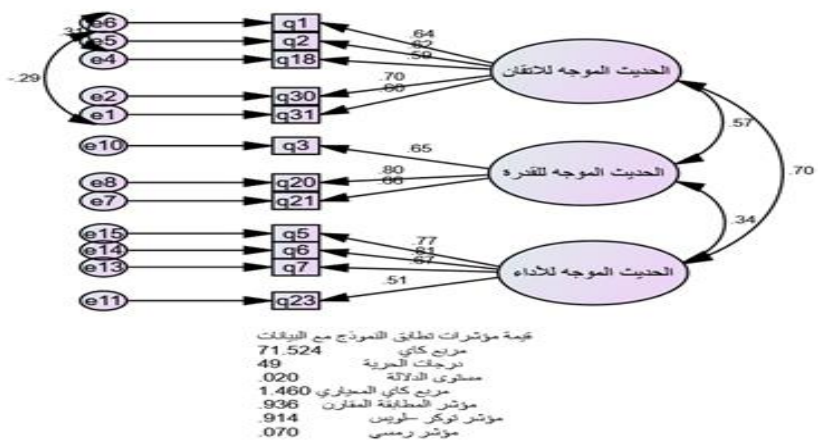 e6 q1 .64
.31 e5 q2 .62
e4 q18 .59 الحديث الموجه للاتقان
-.29
e2 q30 .70
e1 q31 .60
.57
e10 q3 .65
.70
e8 q20 .80 الحديث الموجه للقدرة
e7 q21 .66
.34
e15 q5 .77
e14 q6 .81
e13 q7 .67 الحديث الموجه للأداء
e11 q23 .51
قيمة مؤشرات تطابق النموذج مع البيانات
مربع كاي 71.524
درجات الحرية 49
مستوى الدلالة .020
مربع كاي المعياري 1.460
مؤشر المطابقة المقارن .936
مؤشر توكر –لويس .914
مؤشر رمسي .070